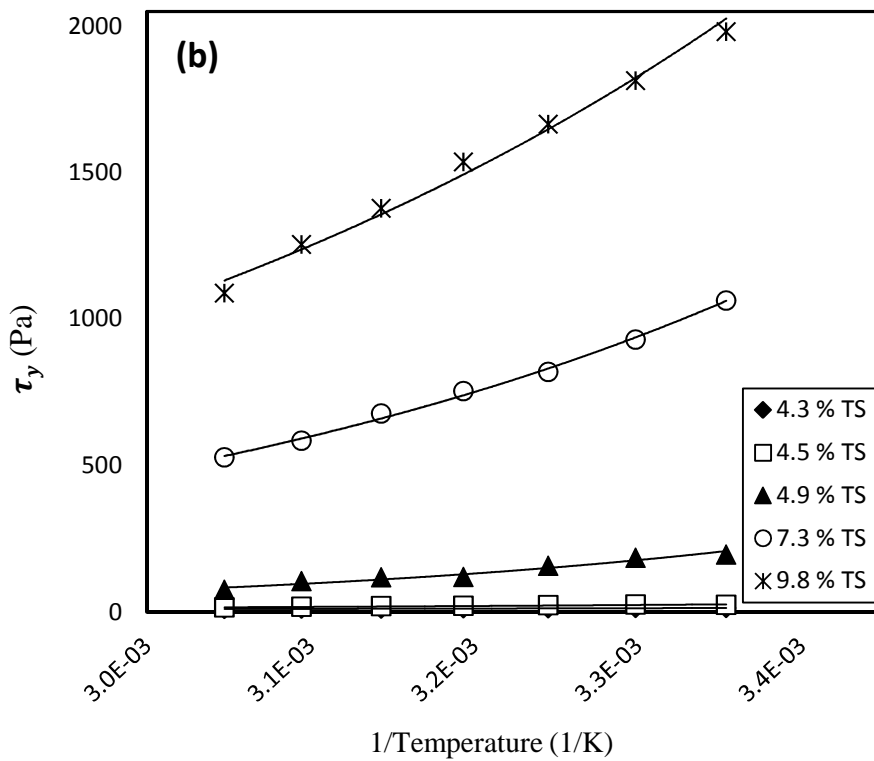 (b)
2000
1500
1000
500
0
τy (Pa)
3.0E-03
3.1E-03
3.2E-03
3.3E-03
3.4E-03
1/Temperature (1/K)
4.3 % TS
4.5 % TS
4.9 % TS
7.3 % TS
9.8 % TS